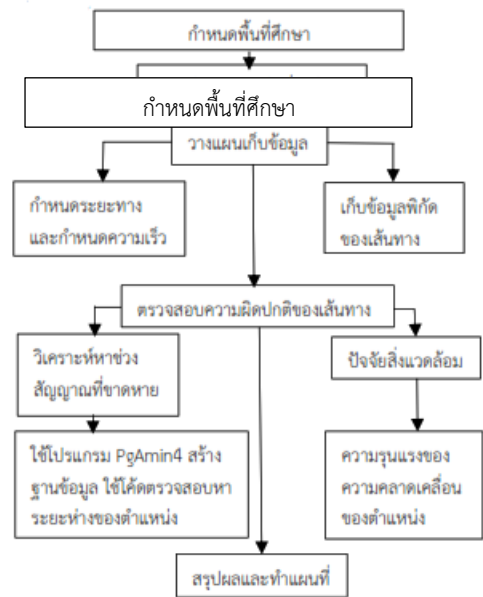 กำหนดพื้นที่ศึกษา
กำหนดพื้นที่ศึกษา
วางแผนเก็บข้อมูล
กำหนดระยะทาง
และกำหนดความเร็ว
เก็บข้อมูลพิกัด
ของเส้นทาง
ตรวจสอบความผิดปกติของเส้นทาง
วิเคราะห์หาช่วง
สัญญาณที่ขาดหาย
ปัจจัยสิ่งแวดล้อม
ใช้โปรแกรม PgAmin4 สร้าง
ฐานข้อมูล ใช้โค้ดตรวจสอบหา
ระยะห่างของตำแหน่ง
ความรุนแรงของ
ความคลาดเคลื่อน
ของตำแหน่ง
สรุปผลและทำแผนที่